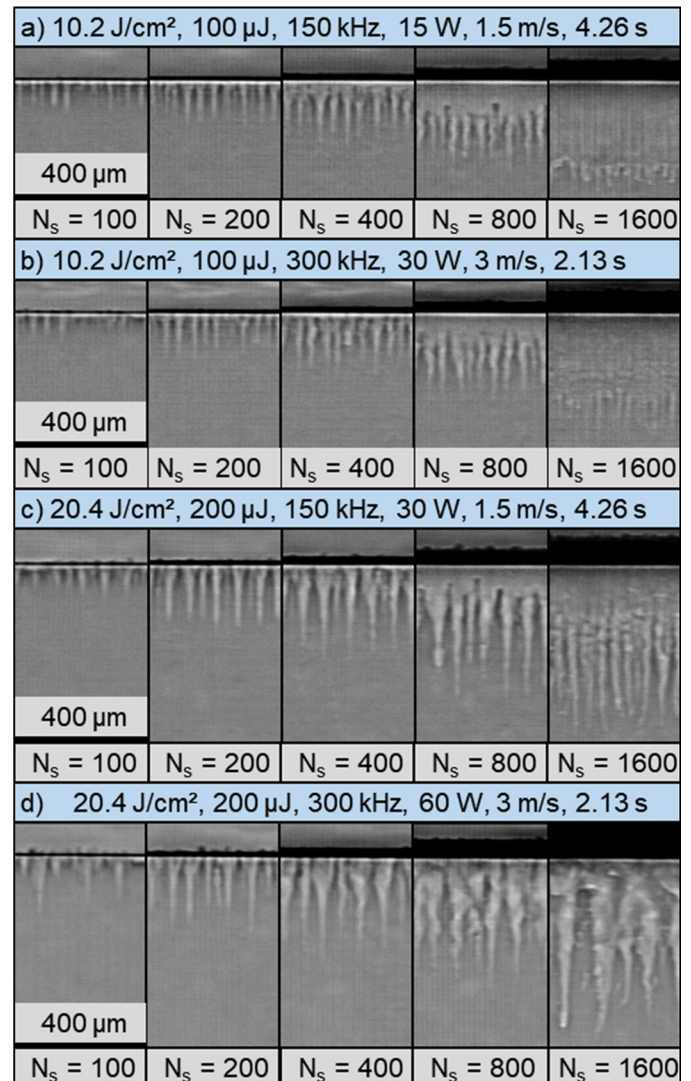 a) 10.2 J/cm², 100 µJ, 150 kHz, 15 W, 1.5 m/s, 4.26 s
400 µm
Nₛ = 100 Nₛ = 200 Nₛ = 400 Nₛ = 800 Nₛ = 1600
b) 10.2 J/cm², 100 µJ, 300 kHz, 30 W, 3 m/s, 2.13 s
400 µm
Nₛ = 100 Nₛ = 200 Nₛ = 400 Nₛ = 800 Nₛ = 1600
c) 20.4 J/cm², 200 µJ, 150 kHz, 30 W, 1.5 m/s, 4.26 s
400 µm
Nₛ = 100 Nₛ = 200 Nₛ = 400 Nₛ = 800 Nₛ = 1600
d) 20.4 J/cm², 200 µJ, 300 kHz, 60 W, 3 m/s, 2.13 s
400 µm
Nₛ = 100 Nₛ = 200 Nₛ = 400 Nₛ = 800 Nₛ = 1600